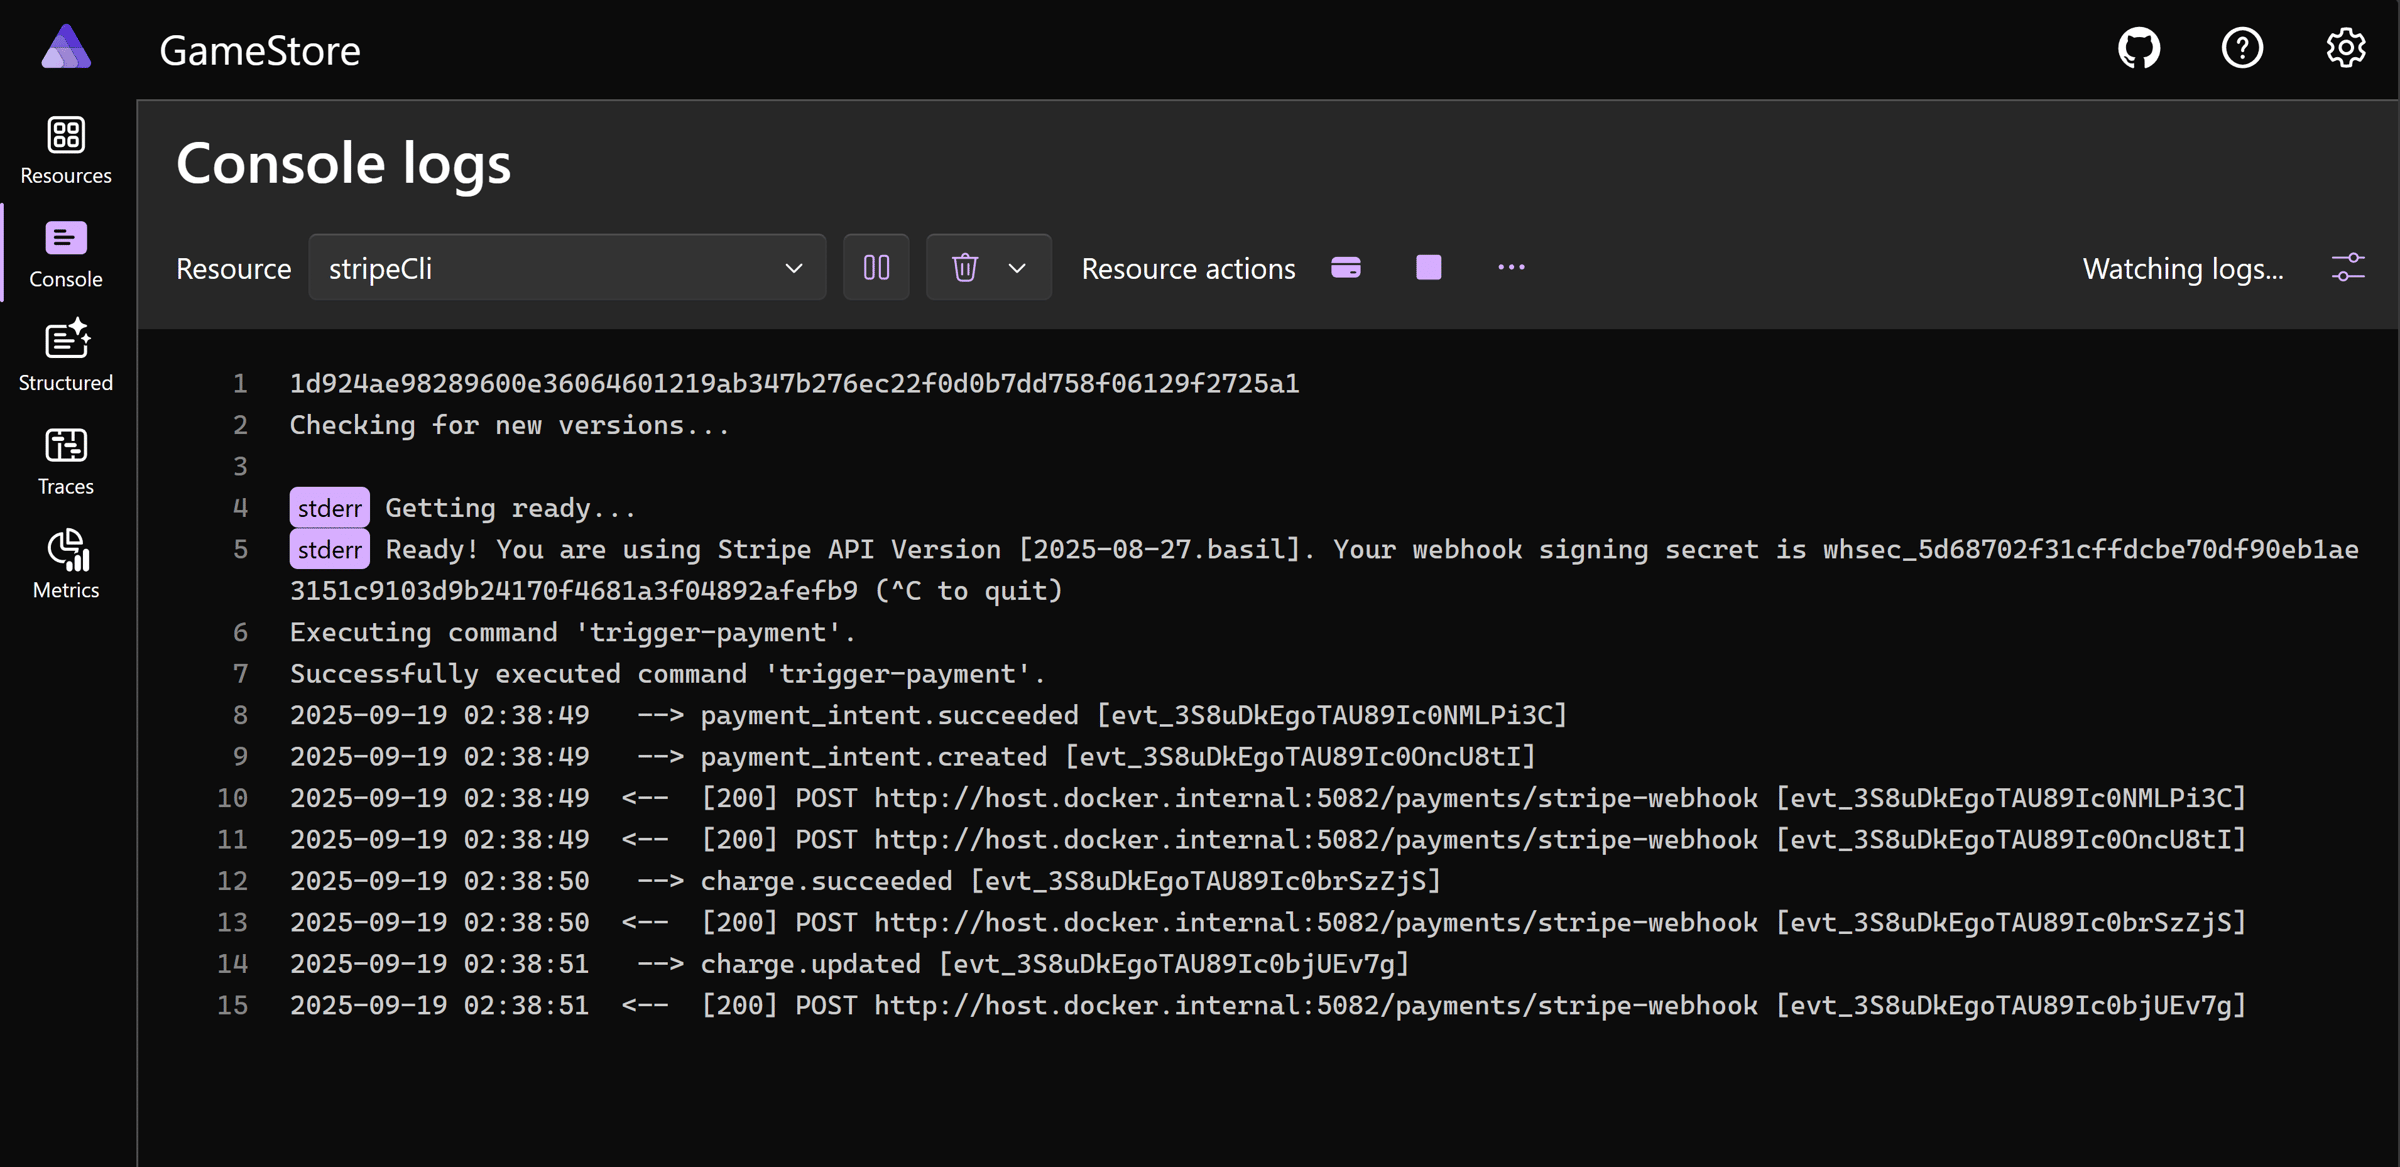 GameStore
Resources
Console
Structured
Traces
Metrics
Console logs
Resource stripeCli Resource actions Watching logs...
1 1d924ae98289600e36064601219ab347b276ec22f0d0b7dd758f06129f2725a1
2 Checking for new versions...
3
4 stderr Getting ready...
5 stderr Ready! You are using Stripe API Version [2025-08-27.basil]. Your webhook signing secret is whsec_5d68702f31cffdcbe70df90eb1ae
3151c9103d9b24170f4681a3f04892afefb9 (^C to quit)
6 Executing command 'trigger-payment'.
7 Successfully executed command 'trigger-payment'.
8 2025-09-19 02:38:49 --> payment_intent.succeeded [evt_3S8uDkEgoTAU89Ic0NMLPi3C]
9 2025-09-19 02:38:49 --> payment_intent.created [evt_3S8uDkEgoTAU89Ic0OncU8tI]
10 2025-09-19 02:38:49 <-- [200] POST http://host.docker.internal:5082/payments/stripe-webhook [evt_3S8uDkEgoTAU89Ic0NMLPi3C]
11 2025-09-19 02:38:49 <-- [200] POST http://host.docker.internal:5082/payments/stripe-webhook [evt_3S8uDkEgoTAU89Ic0OncU8tI]
12 2025-09-19 02:38:50 --> charge.succeeded [evt_3S8uDkEgoTAU89Ic0brSzZjS]
13 2025-09-19 02:38:50 <-- [200] POST http://host.docker.internal:5082/payments/stripe-webhook [evt_3S8uDkEgoTAU89Ic0brSzZjS]
14 2025-09-19 02:38:51 --> charge.updated [evt_3S8uDkEgoTAU89Ic0bjUEv7g]
15 2025-09-19 02:38:51 <-- [200] POST http://host.docker.internal:5082/payments/stripe-webhook [evt_3S8uDkEgoTAU89Ic0bjUEv7g]